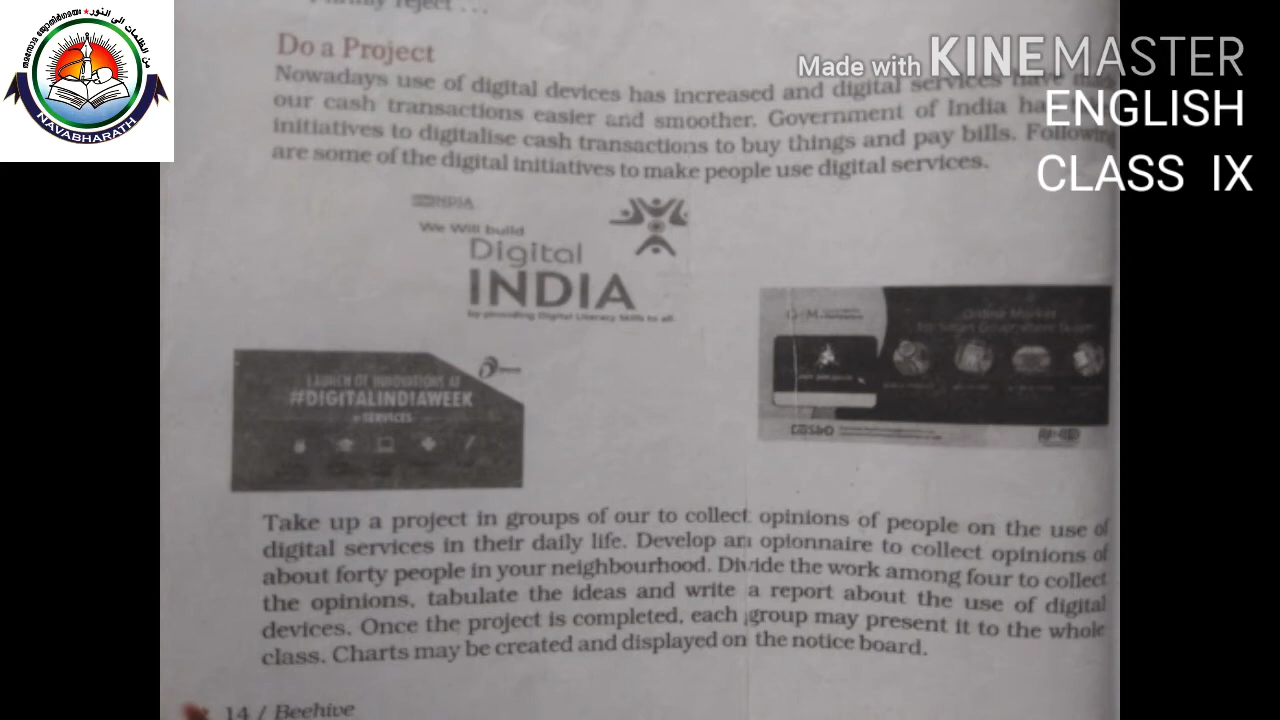 من الظلمات الى النور
NAVABHARATH
Made with KINEMASTER
ENGLISH
CLASS IX
reject ...
Do a Project
Nowadays use of digital devices has increased and digital services have
our cash transactions easier and smoother. Government of India
initiatives to digitalise cash transactions to buy things and pay bills. Following
are some of the digital initiatives to make people use digital services.
INDIA
We Will build
Digital
INDIA
by providing Digital Literacy Skills to all.
LAUNCH OF INNOVATIONS AT
#DIGITALINDIAWEEK
e-SERVICES
Online Market
Take up a project in groups of our to collect opinions of people on the use of
digital services in their daily life. Develop an opionnaire to collect opinions of
about forty people in your neighbourhood. Divide the work among four to collect
the opinions, tabulate the ideas and write a report about the use of digital
devices. Once the project is completed, each group may present it to the whole
class. Charts may be created and displayed on the notice board.
14 / Beehive